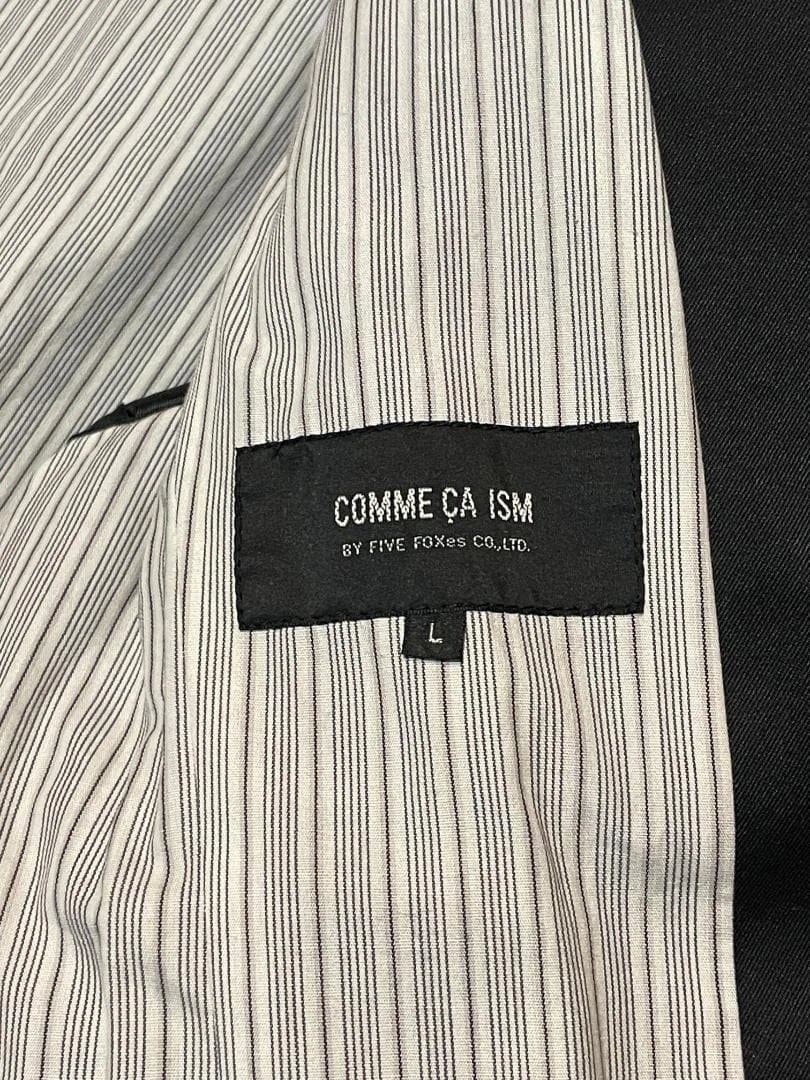 COMME ÇA ISM
BY FIVE FOXes CO.,LTD.
L